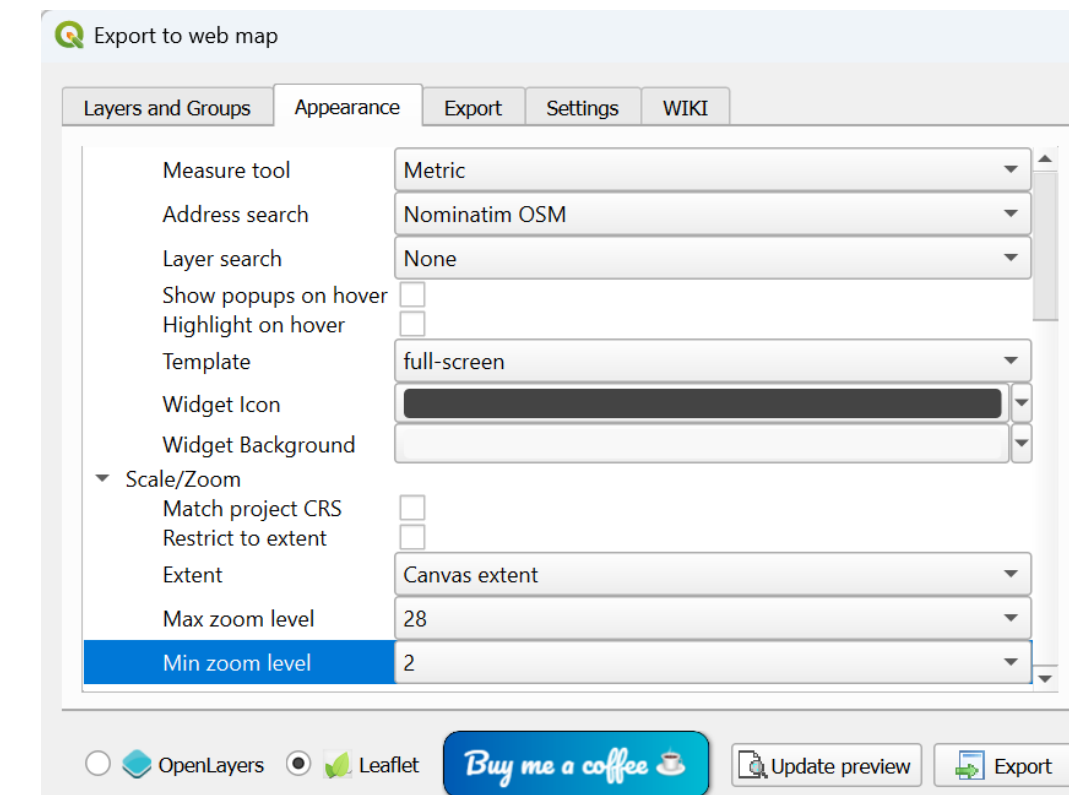 Export to web map
Layers and Groups Appearance Export Settings WIKI
Measure tool Metric
Address search Nominatim OSM
Layer search None
Show popups on hover
Highlight on hover
Template full-screen
Widget Icon
Widget Background
Scale/Zoom
Match project CRS
Restrict to extent
Extent Canvas extent
Max zoom level 28
Min zoom level 2
OpenLayers Leaflet Buy me a coffee Update preview Export